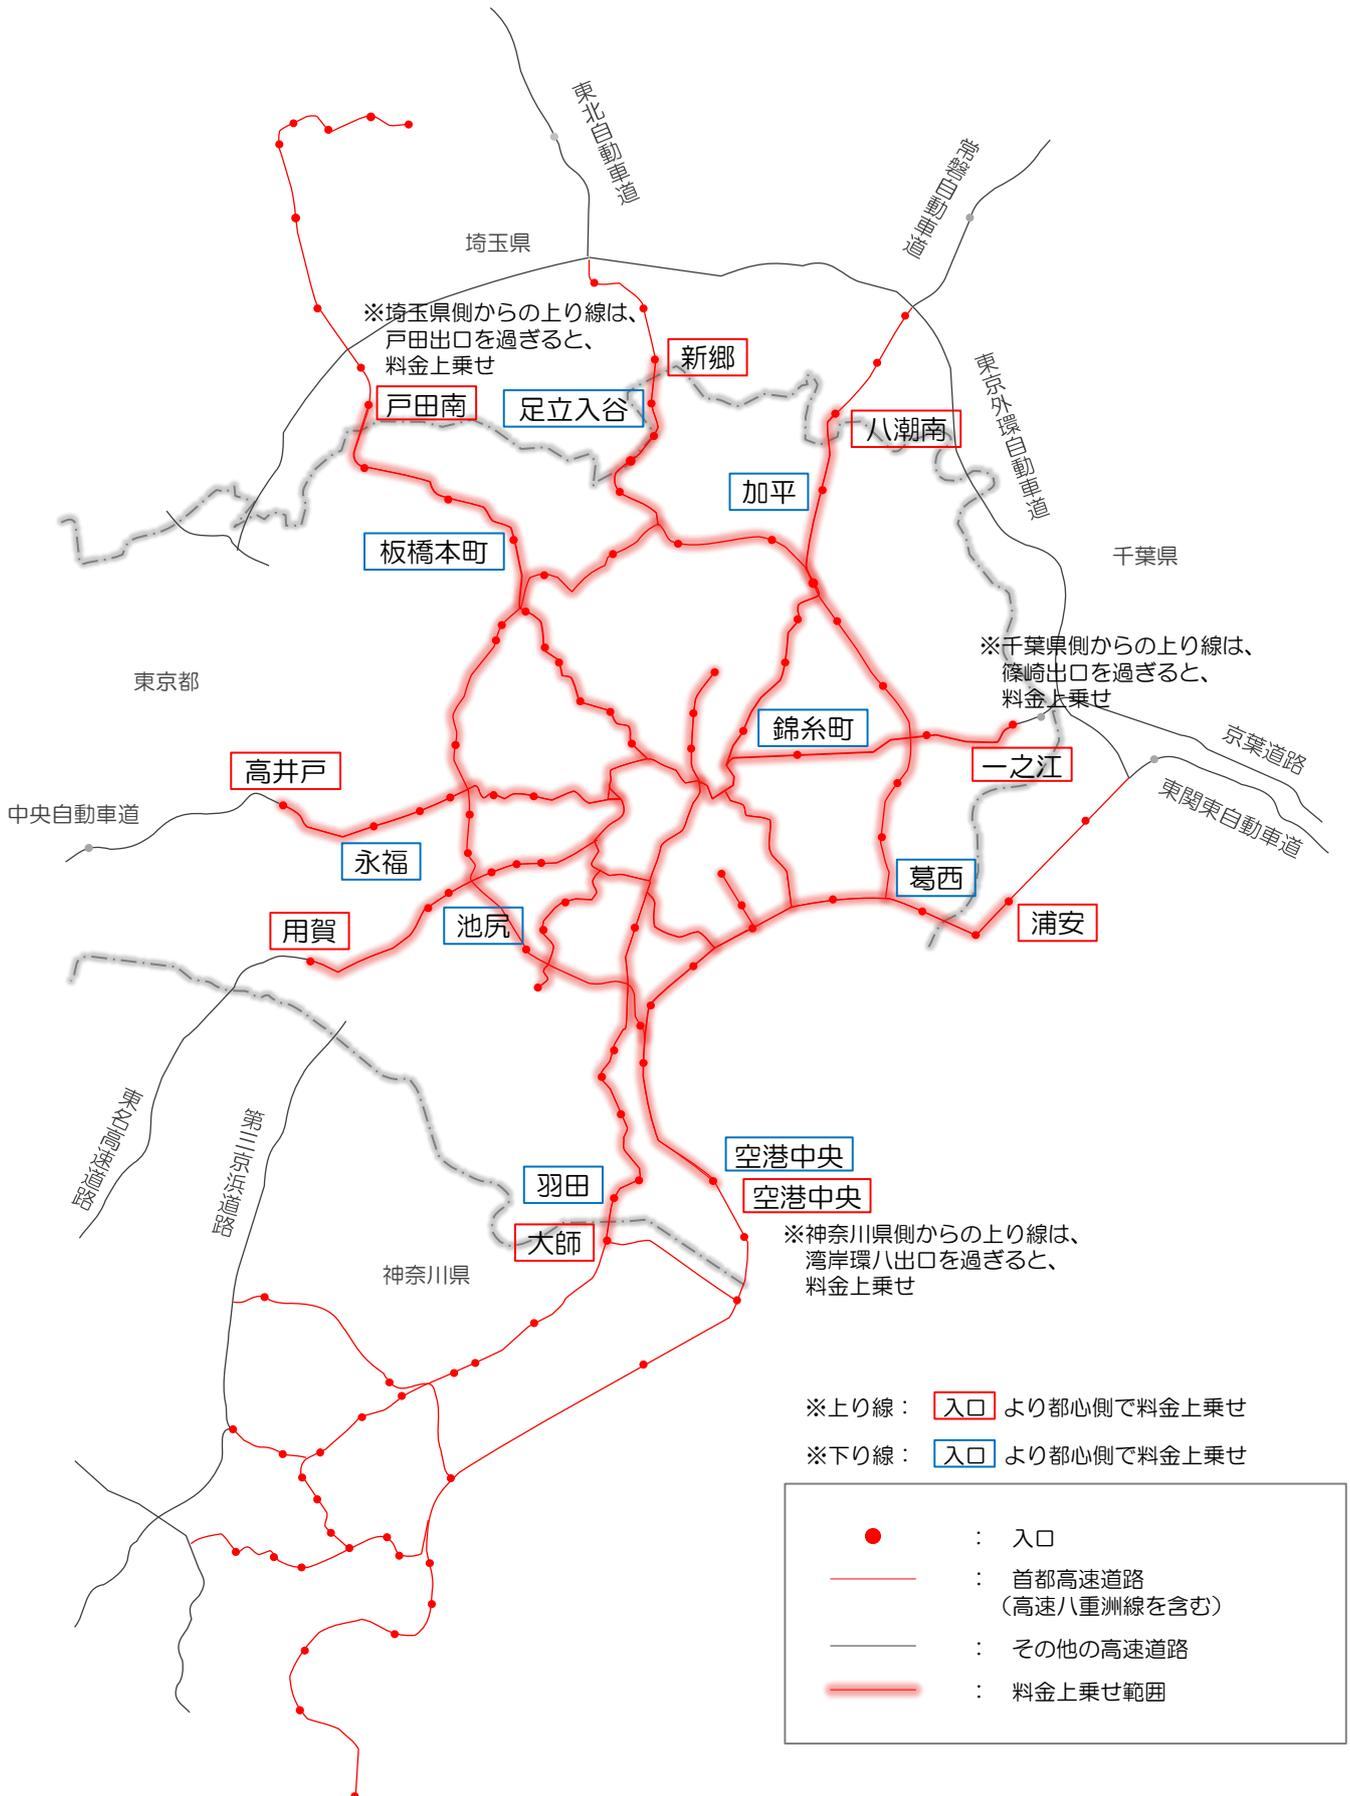 東北自動車道
常磐自動車道
埼玉県
※埼玉県側からの上り線は、
戸田出口を過ぎると、
料金上乗せ
新郷
戸田南
足立入谷
八潮南
東京外環自動車道
加平
板橋本町
千葉県
※千葉県側からの上り線は、
篠崎出口を過ぎると、
料金上乗せ
東京都
錦糸町
京葉道路
高井戸
一之江
東関東自動車道
中央自動車道
永福
葛西
用賀
池尻
浦安
東名高速道路
第三京浜道路
空港中央
羽田
空港中央
大師
※神奈川県側からの上り線は、
湾岸環八出口を過ぎると、
料金上乗せ
神奈川県
※上り線： 入口 より都心側で料金上乗せ
※下り線： 入口 より都心側で料金上乗せ
： 入口
： 首都高速道路
（高速八重洲線を含む）
： その他の高速道路
： 料金上乗せ範囲